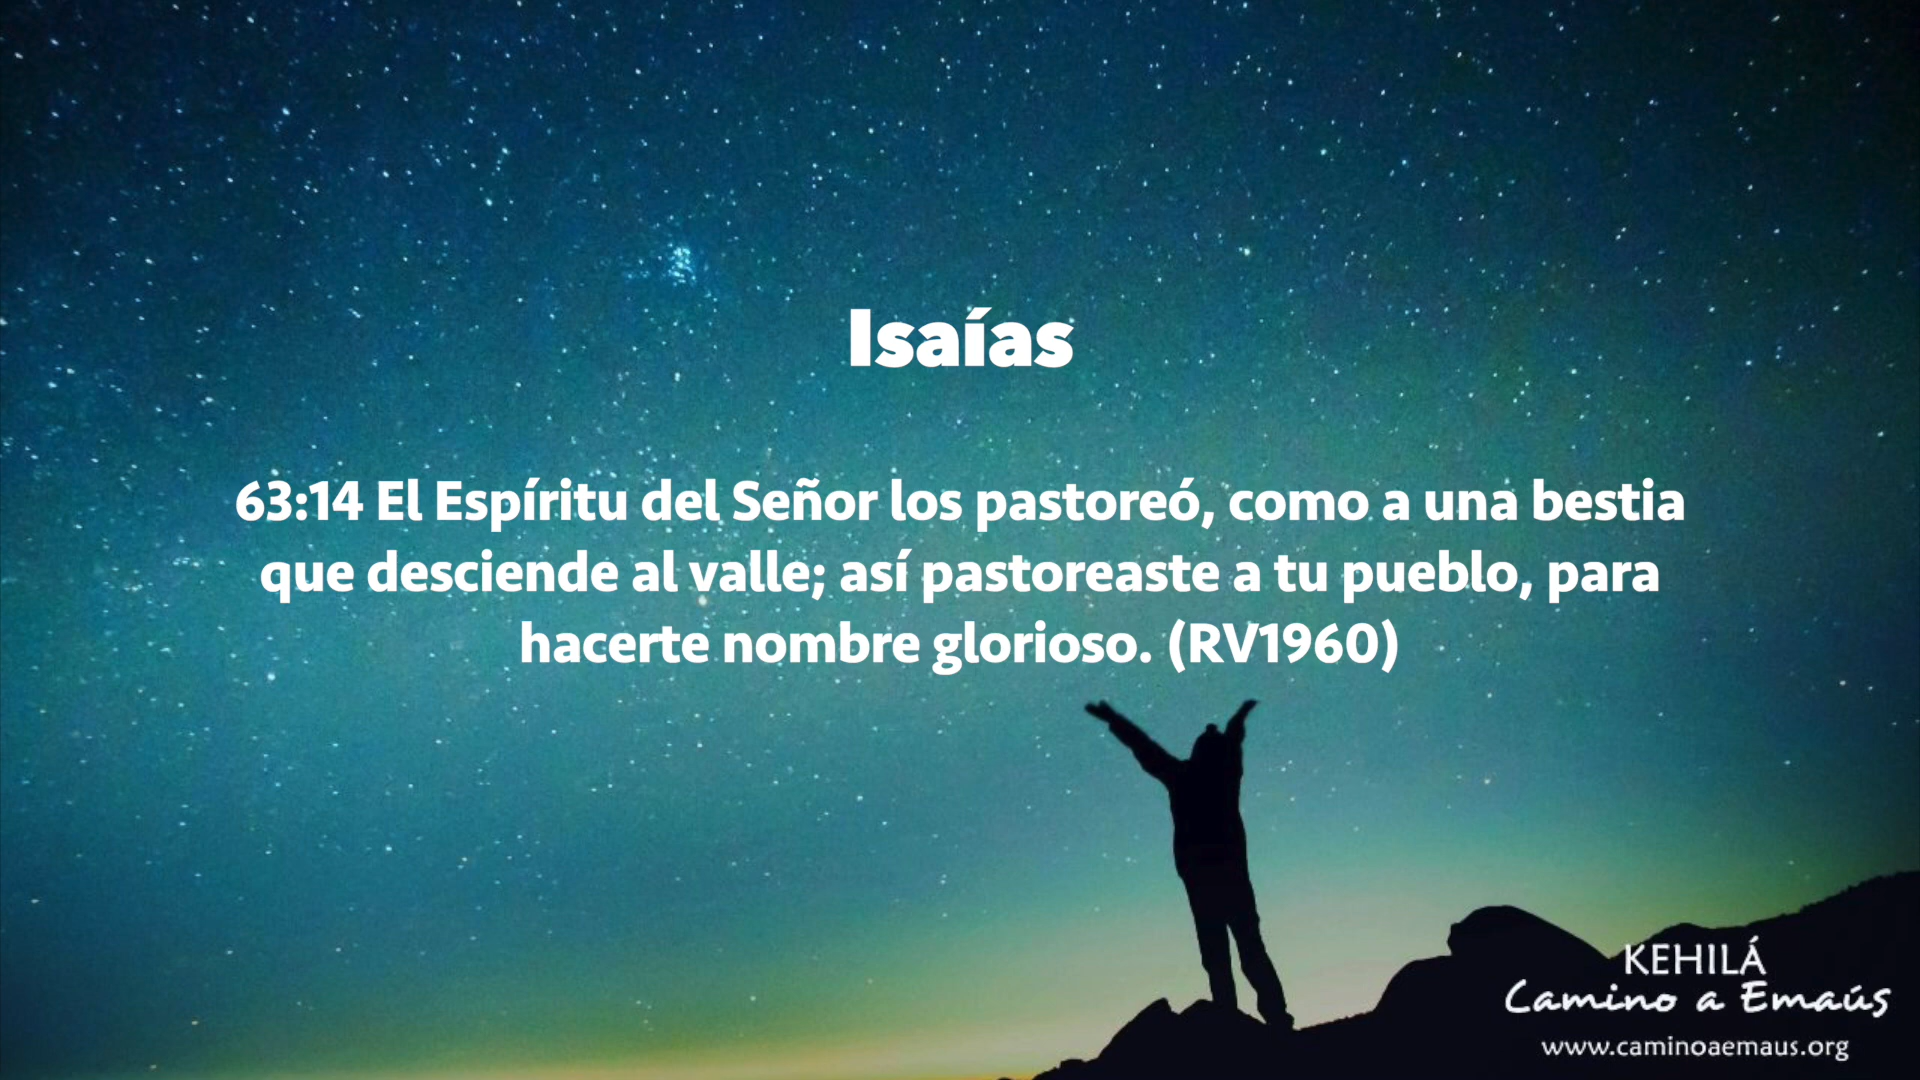 Isaías
63:14 El Espíritu del Señor los pastoreó, como a una bestia
que desciende al valle; así pastoreaste a tu pueblo, para
hacerte nombre glorioso. (RV1960)
KEHILÁ
Camino a Emaús
www.caminoaemaus.org